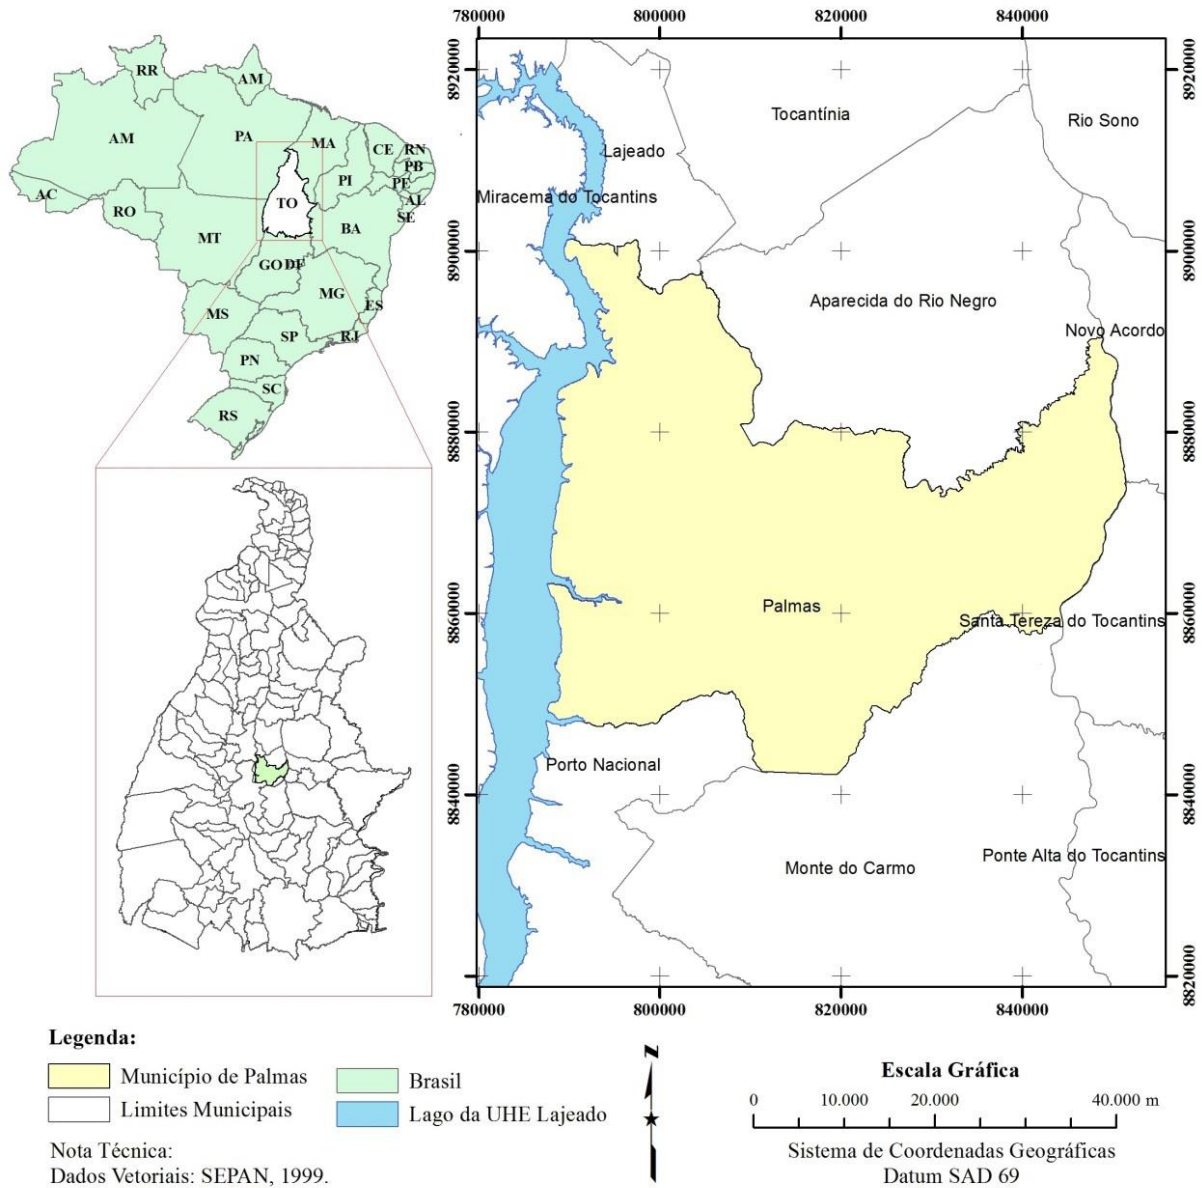 RR
AM
AM
PA
MA
CE
RN
PB
PI
PE
AL
SE
AC
RO
TO
MT
BA
GO
DF
MG
ES
MS
SP
RJ
PN
SC
RS
780000
800000
820000
840000
8920000
8920000
Tocantínia
Rio Sono
Lajeado
Miracema do Tocantins
8900000
8900000
Aparecida do Rio Negro
Novo Acordo
8880000
8880000
Palmas
8860000
8860000
Santa Tereza do Tocantins
Porto Nacional
8840000
8840000
Ponte Alta do Tocantins
Monte do Carmo
8820000
8820000
780000
800000
820000
840000
Legenda:
Município de Palmas
Brasil
Limites Municipais
Lago da UHE Lajeado
Nota Técnica:
Dados Vetoriais: SEPAN, 1999.
N
Escala Gráfica
0 10.000 20.000 40.000 m
Sistema de Coordenadas Geográficas
Datum SAD 69